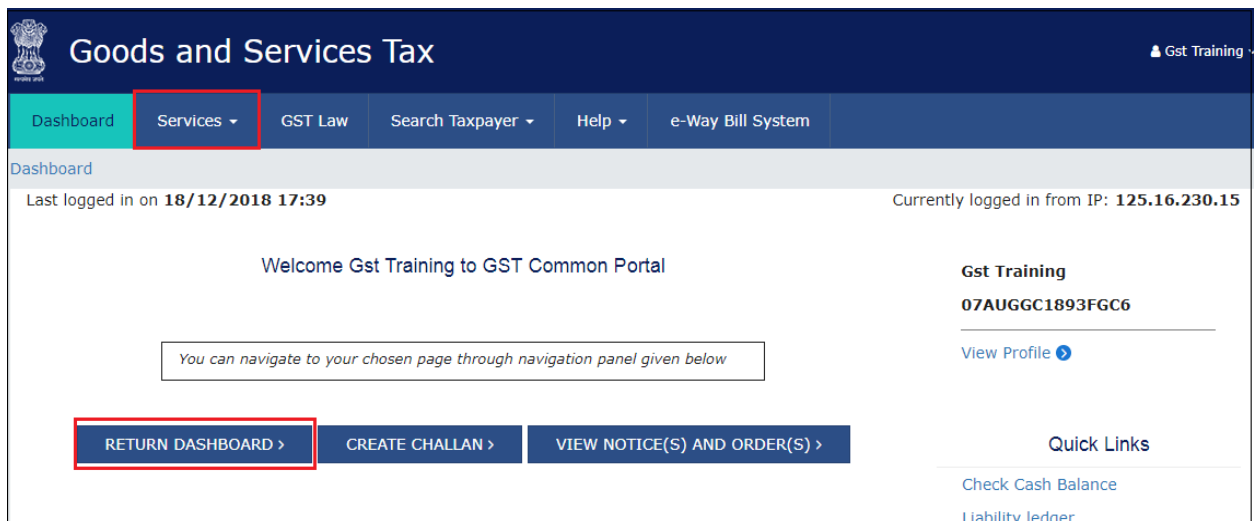 Goods and Services Tax
Gst Training
Dashboard Services GST Law Search Taxpayer Help e-Way Bill System
Dashboard
Last logged in on 18/12/2018 17:39 Currently logged in from IP: 125.16.230.15
Welcome Gst Training to GST Common Portal
Gst Training
07AUGGC1893FGC6
You can navigate to your chosen page through navigation panel given below
View Profile
RETURN DASHBOARD > CREATE CHALLAN > VIEW NOTICE(S) AND ORDER(S) >
Quick Links
Check Cash Balance
Liability ledger